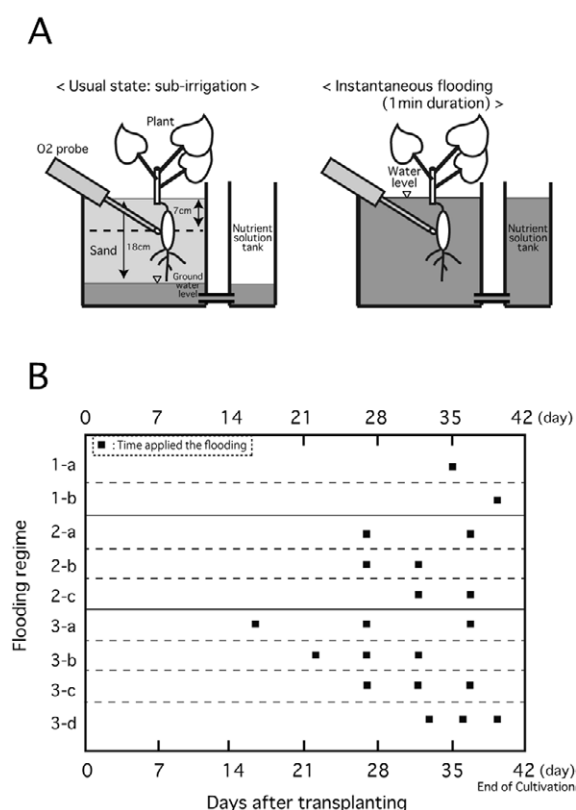 A
< Usual state: sub-irrigation >
< Instantaneous flooding
(1min duration) >
Plant
O2 probe
7cm
Sand
18cm
Ground
water
level
Nutrient
solution
tank
Water
level
Nutrient
solution
tank
B
0 7 14 21 28 35 42 (day)
■ : Time applied the flooding
Flooding regime
1-a
1-b
2-a
2-b
2-c
3-a
3-b
3-c
3-d
0 7 14 21 28 35 42 (day)
End of Cultivation
Days after transplanting